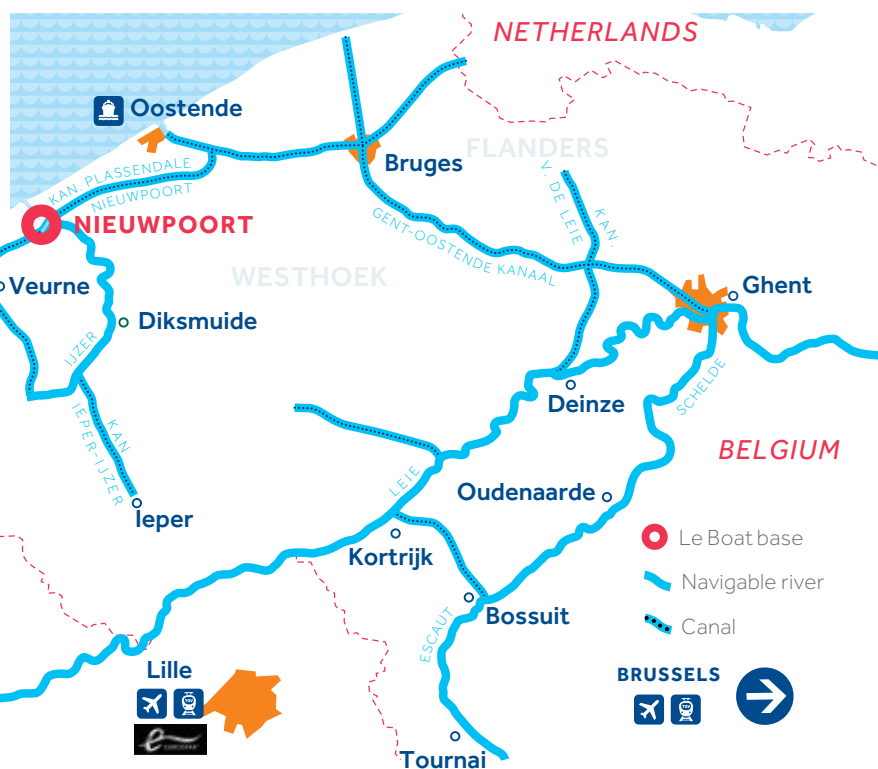 NETHERLANDS
Oostende
Bruges
FLANDERS
KAN. PLASSENDALE
NIEUWPOORT
NIEUWPOORT
V. DE LEIE
KAN.
GENT-OOSTENDE KANAAL
WESTHOEK
Veurne
Ghent
Diksmuide
IJZER
SCHELDE
Deinze
KAN
IEPER-IJZER
BELGIUM
LEIE
Oudenaarde
Ieper
Kortrijk
Le Boat base
Navigable river
Bossuit
Canal
ESCAUT
Lille
BRUSSELS
TGV
Tournai